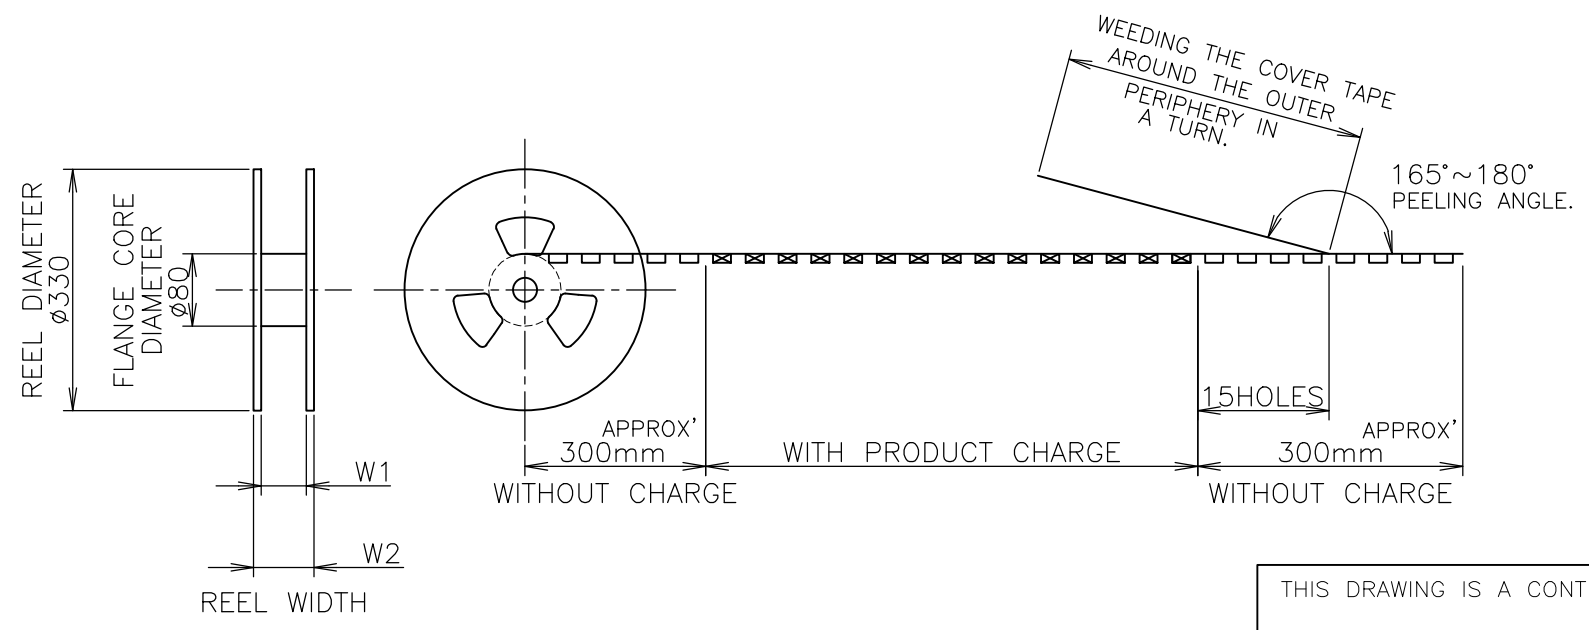 WEEDING THE COVER TAPE
AROUND THE OUTER
PERIPHERY IN
A TURN.
165°~180°
PEELING ANGLE.
REEL DIAMETER
ø330
FLANGE CORE
DIAMETER
ø80
15HOLES
APPROX'
300mm
WITHOUT CHARGE
WITH PRODUCT CHARGE
APPROX'
300mm
WITHOUT CHARGE
W1
W2
REEL WIDTH
THIS DRAWING IS A CONT